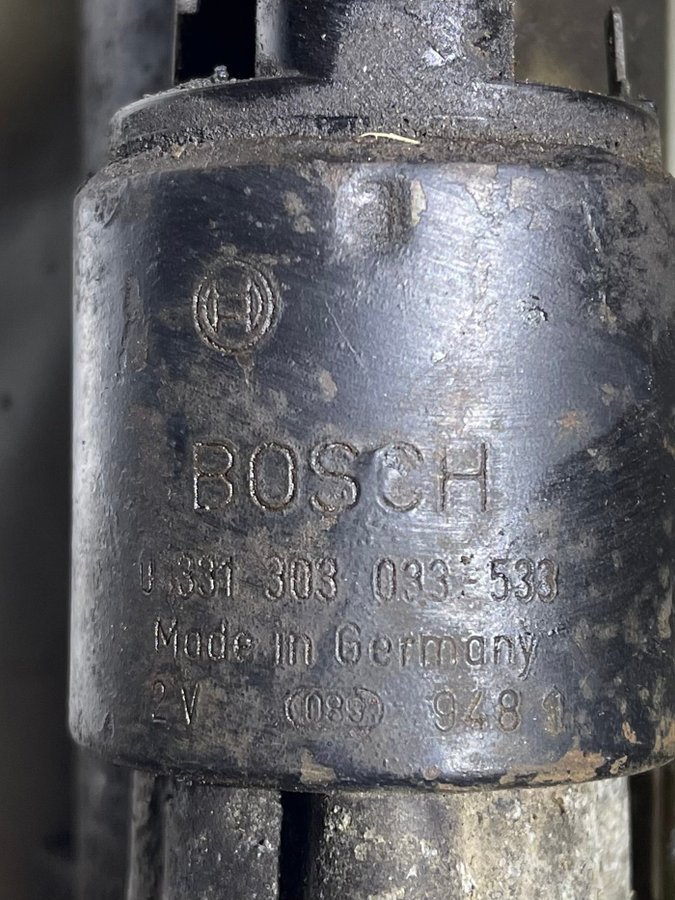 BOSCH
0 331 303 033 533
Made in Germany
2V (089) 948 1